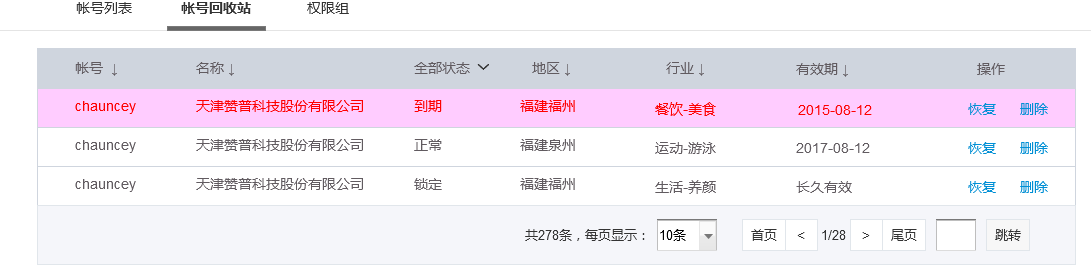 帐号列表 帐号回收站 权限组
帐号 ↓ 名称↓ 全部状态 地区↓ 行业↓ 有效期↓ 操作
chauncey 天津赞普科技股份有限公司 到期 福建福州 餐饮-美食 2015-08-12 恢复 删除
chauncey 天津赞普科技股份有限公司 正常 福建泉州 运动-游泳 2017-08-12 恢复 删除
chauncey 天津赞普科技股份有限公司 锁定 福建福州 生活-养颜 长久有效 恢复 删除
共278条，每页显示： 10条 首页 < 1/28 > 尾页 跳转